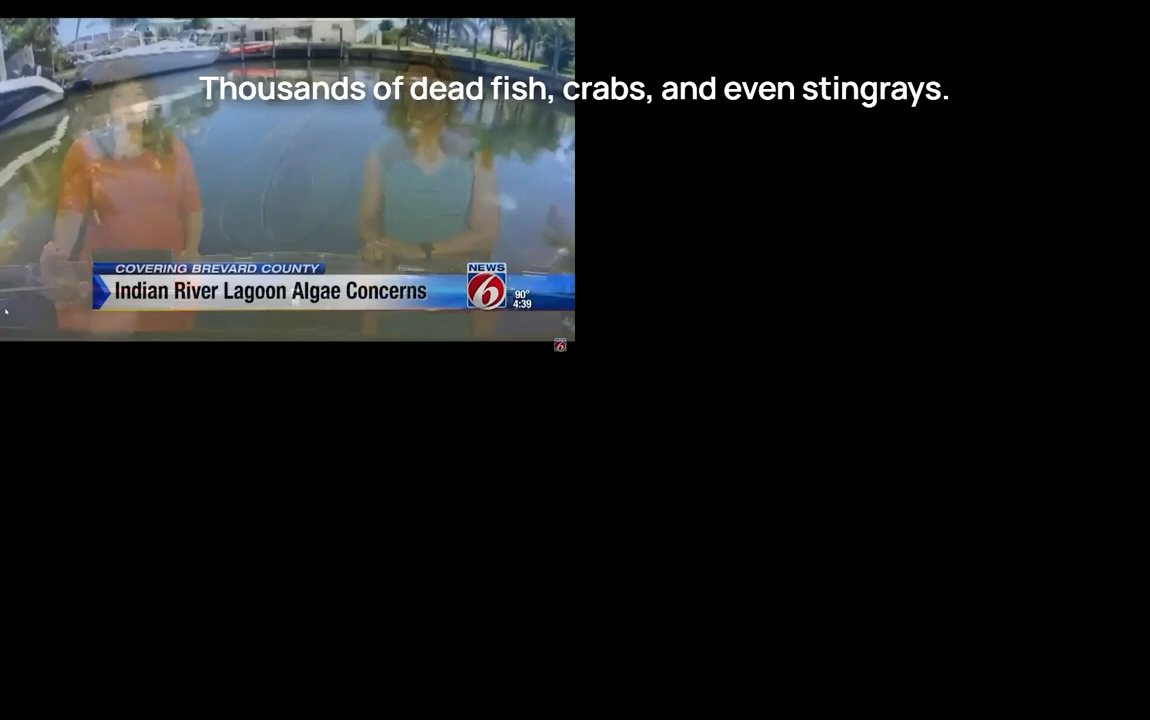 Thousands of dead fish, crabs, and even stingrays.
COVERING BREVARD COUNTY
Indian River Lagoon Algae Concerns
NEWS
6
90°
4:39
6